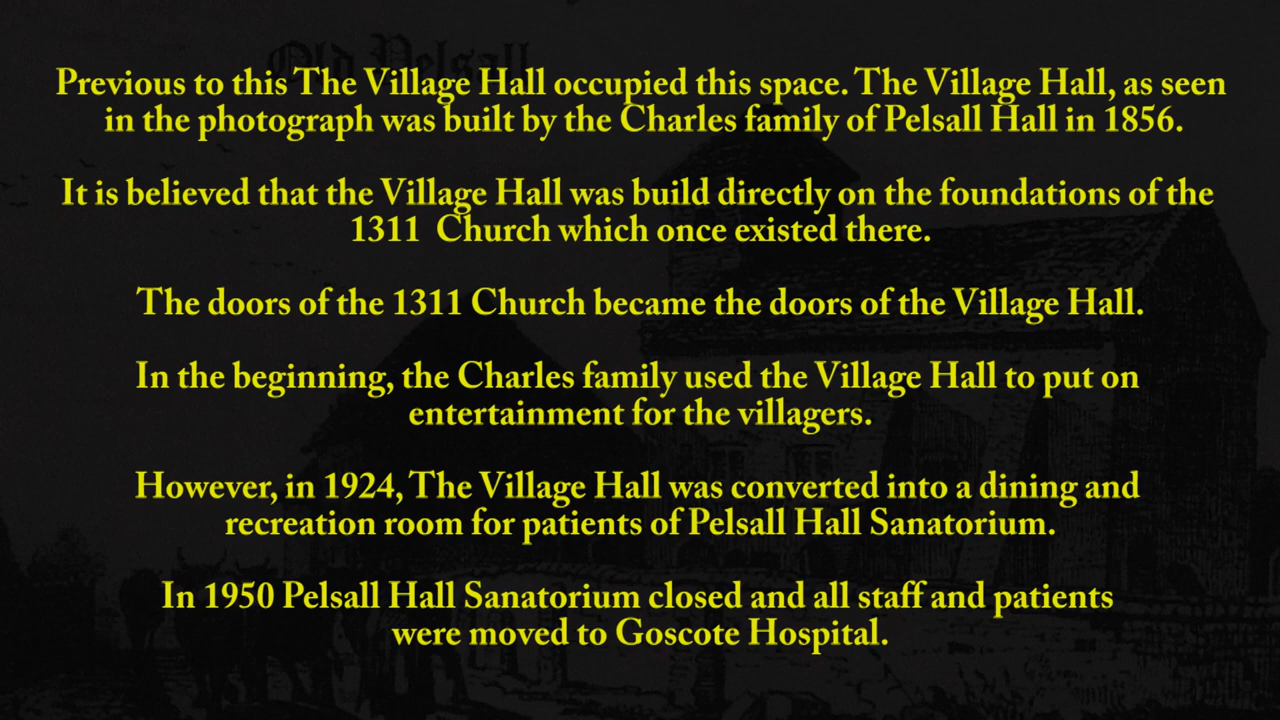 Old Pelsall
Previous to this The Village Hall occupied this space. The Village Hall, as seen
in the photograph was built by the Charles family of Pelsall Hall in 1856.
It is believed that the Village Hall was build directly on the foundations of the
1311 Church which once existed there.
The doors of the 1311 Church became the doors of the Village Hall.
In the beginning, the Charles family used the Village Hall to put on
entertainment for the villagers.
However, in 1924, The Village Hall was converted into a dining and
recreation room for patients of Pelsall Hall Sanatorium.
In 1950 Pelsall Hall Sanatorium closed and all staff and patients
were moved to Goscote Hospital.